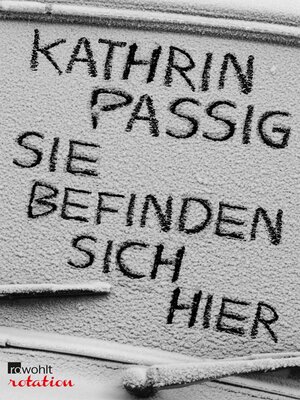 KATHRIN
PASSIG
SIE
BEFINDEN
SICH
HIER
rowohlt
rotation